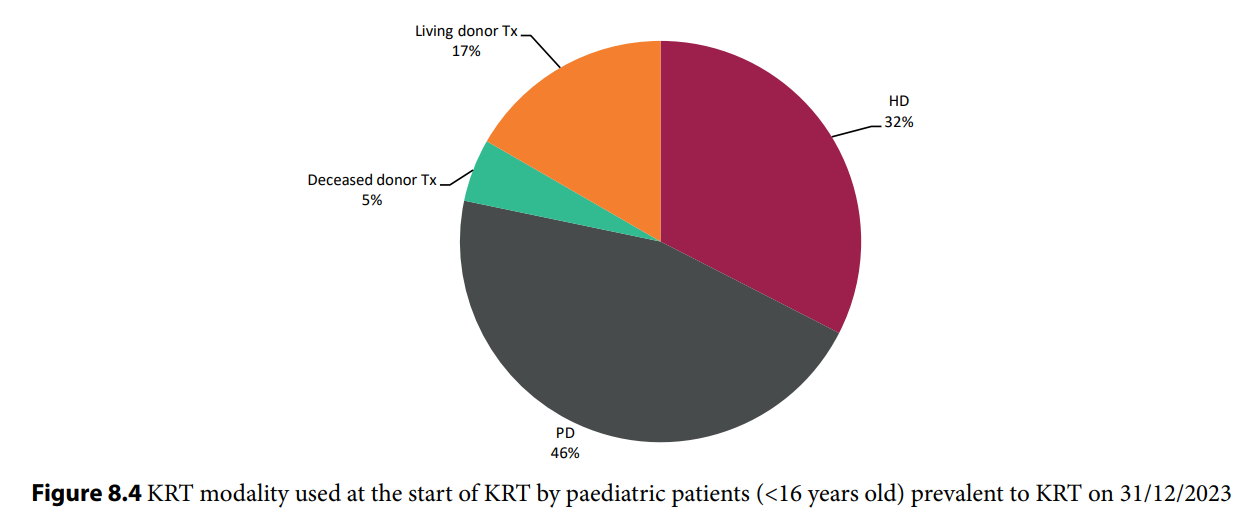 Living donor Tx
17%
HD
32%
Deceased donor Tx
5%
PD
46%
Figure 8.4 KRT modality used at the start of KRT by paediatric patients (<16 years old) prevalent to KRT on 31/12/2023